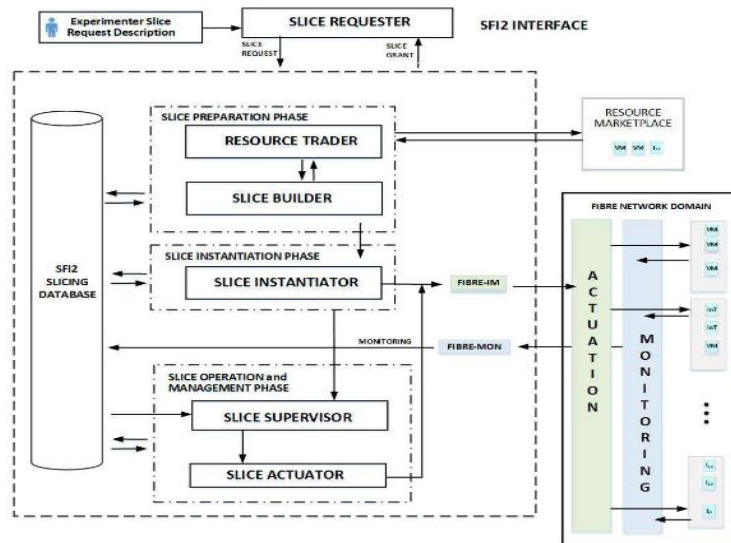 Experimenter Slice
Request Description
SLICE REQUESTER
SFI2 INTERFACE
SLICE
REQUEST
SLICE
GRANT
SLICE PREPARATION PHASE
RESOURCE TRADER
SLICE BUILDER
RESOURCE
MARKETPLACE
VM VM
SLICE INSTANTIATION PHASE
SLICE INSTANTIATOR
SFI2
SLICING
DATABASE
FIBRE-IM
MONITORING
FIBRE-MON
SLICE OPERATION and
MANAGEMENT PHASE
SLICE SUPERVISOR
SLICE ACTUATOR
FIBRE NETWORK DOMAIN
ACTUATION
MONITORING
VM
VM
VM
IoT
IoT
VM